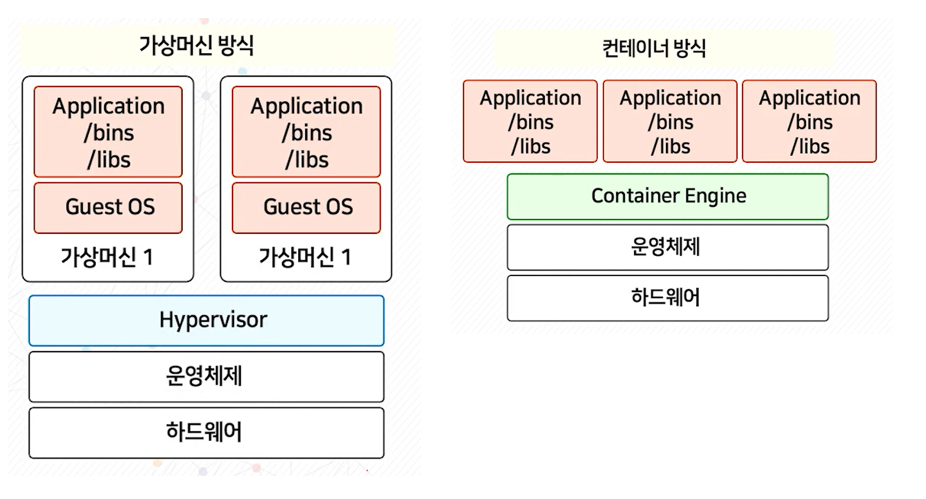 가상머신 방식
Application
/bins
/libs
Guest OS
가상머신 1
Application
/bins
/libs
Guest OS
가상머신 1
Hypervisor
운영체제
하드웨어
컨테이너 방식
Application
/bins
/libs
Application
/bins
/libs
Application
/bins
/libs
Container Engine
운영체제
하드웨어